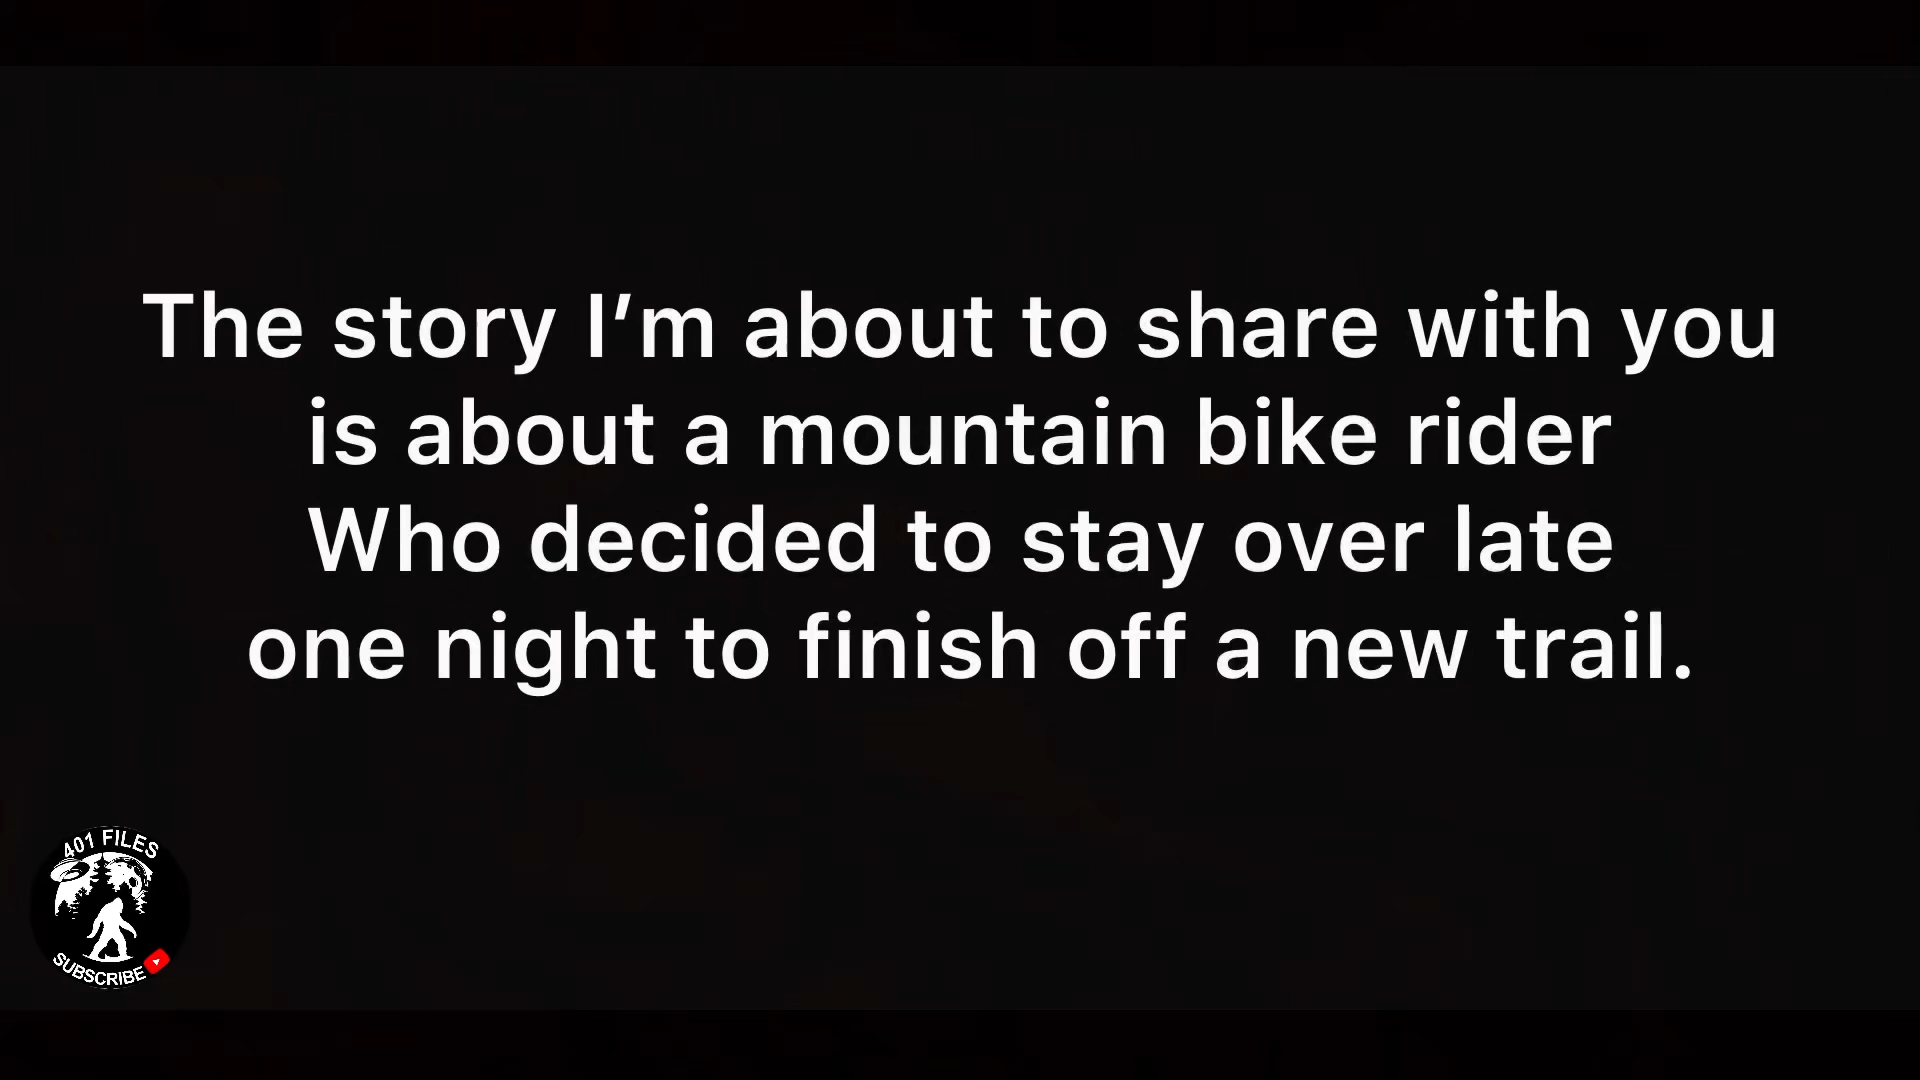 The story I’m about to share with you
is about a mountain bike rider
Who decided to stay over late
one night to finish off a new trail.
401 FILES
SUBSCRIBE